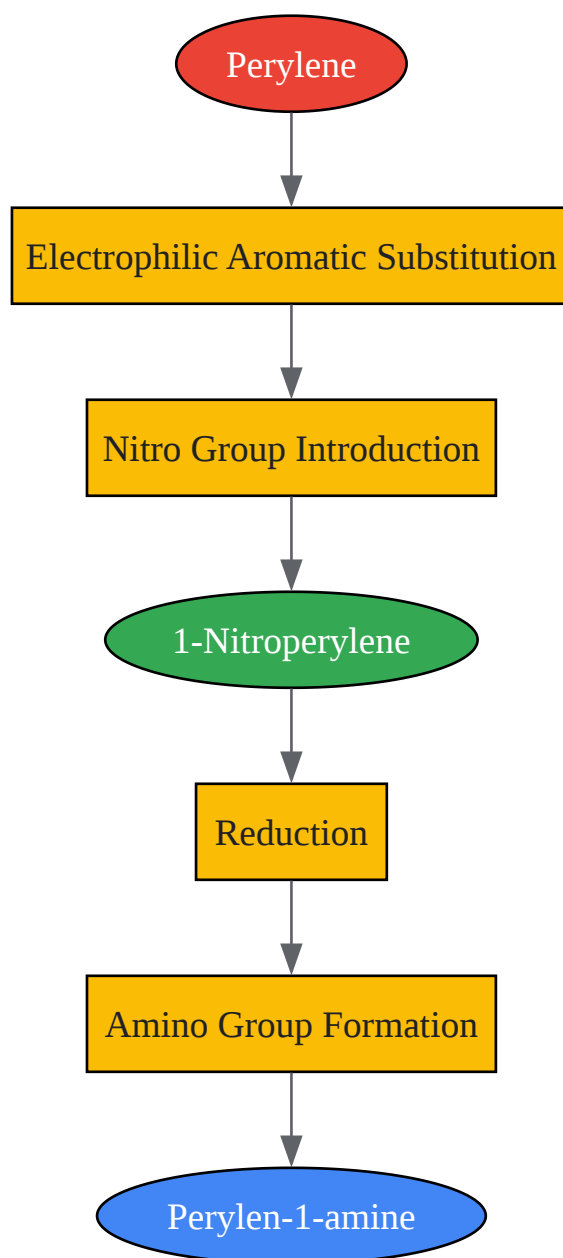 Perylene
Electrophilic Aromatic Substitution
Nitro Group Introduction
1-Nitroperylene
Reduction
Amino Group Formation
Perylen-1-amine